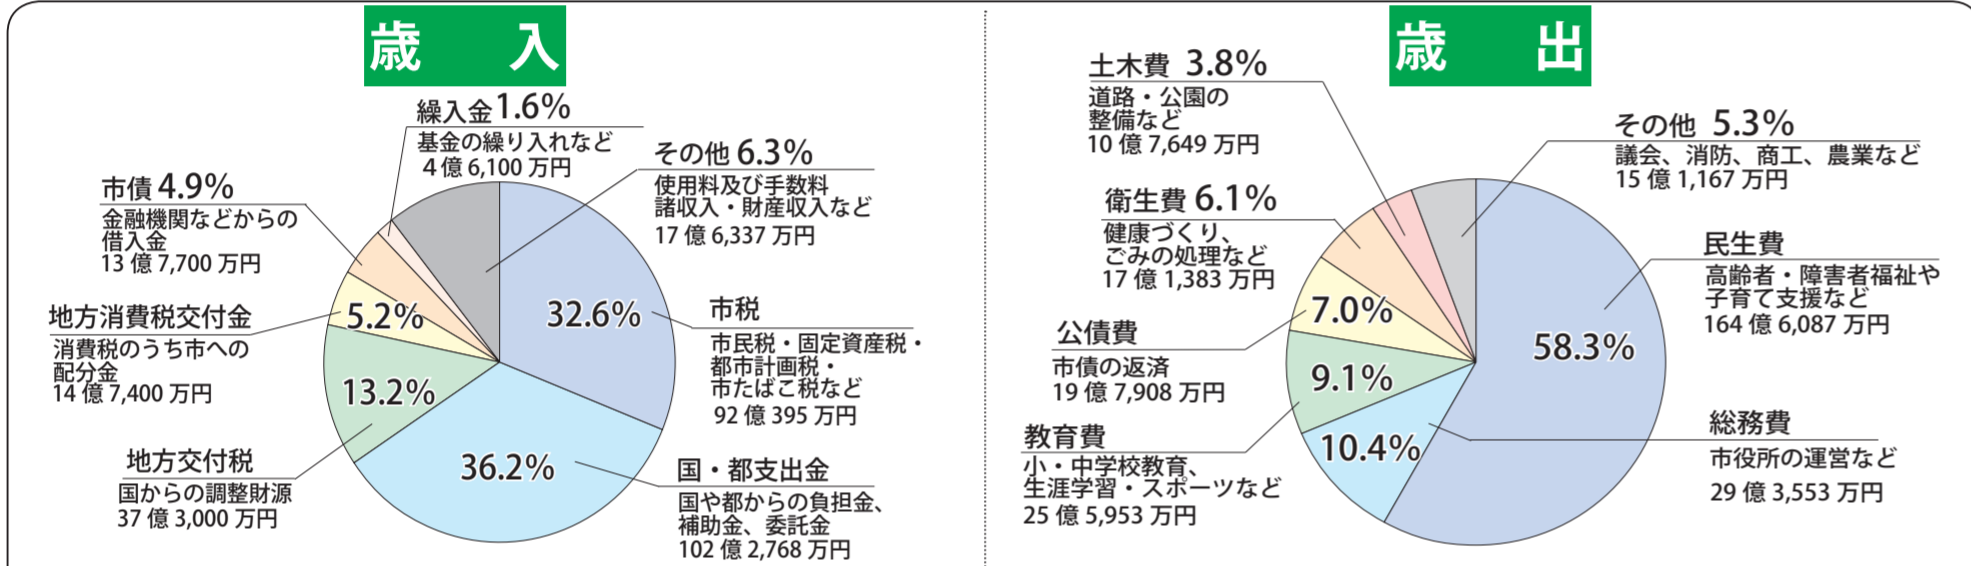 歳　入
繰入金 1.6%
基金の繰り入れなど
4 億 6,100 万円
その他 6.3%
使用料及び手数料
諸収入・財産収入など
17 億 6,337 万円
市債 4.9%
金融機関などからの
借入金
13 億 7,700 万円
地方消費税交付金
5.2%
消費税のうち市への
配分金
14 億 7,400 万円
32.6%
市税
市民税・固定資産税・
都市計画税・
市たばこ税など
92 億 395 万円
13.2%
地方交付税
国からの調整財源
37 億 3,000 万円
36.2%
国・都支出金
国や都からの負担金、
補助金、委託金
102 億 2,768 万円
歳　出
土木費 3.8%
道路・公園の
整備など
10 億 7,649 万円
その他 5.3%
議会、消防、商工、農業など
15 億 1,167 万円
衛生費 6.1%
健康づくり、
ごみの処理など
17 億 1,383 万円
民生費
高齢者・障害者福祉や
子育て支援など
164 億 6,087 万円
58.3%
7.0%
公債費
市債の返済
19 億 7,908 万円
9.1%
教育費
小・中学校教育、
生涯学習・スポーツなど
25 億 5,953 万円
10.4%
総務費
市役所の運営など
29 億 3,553 万円